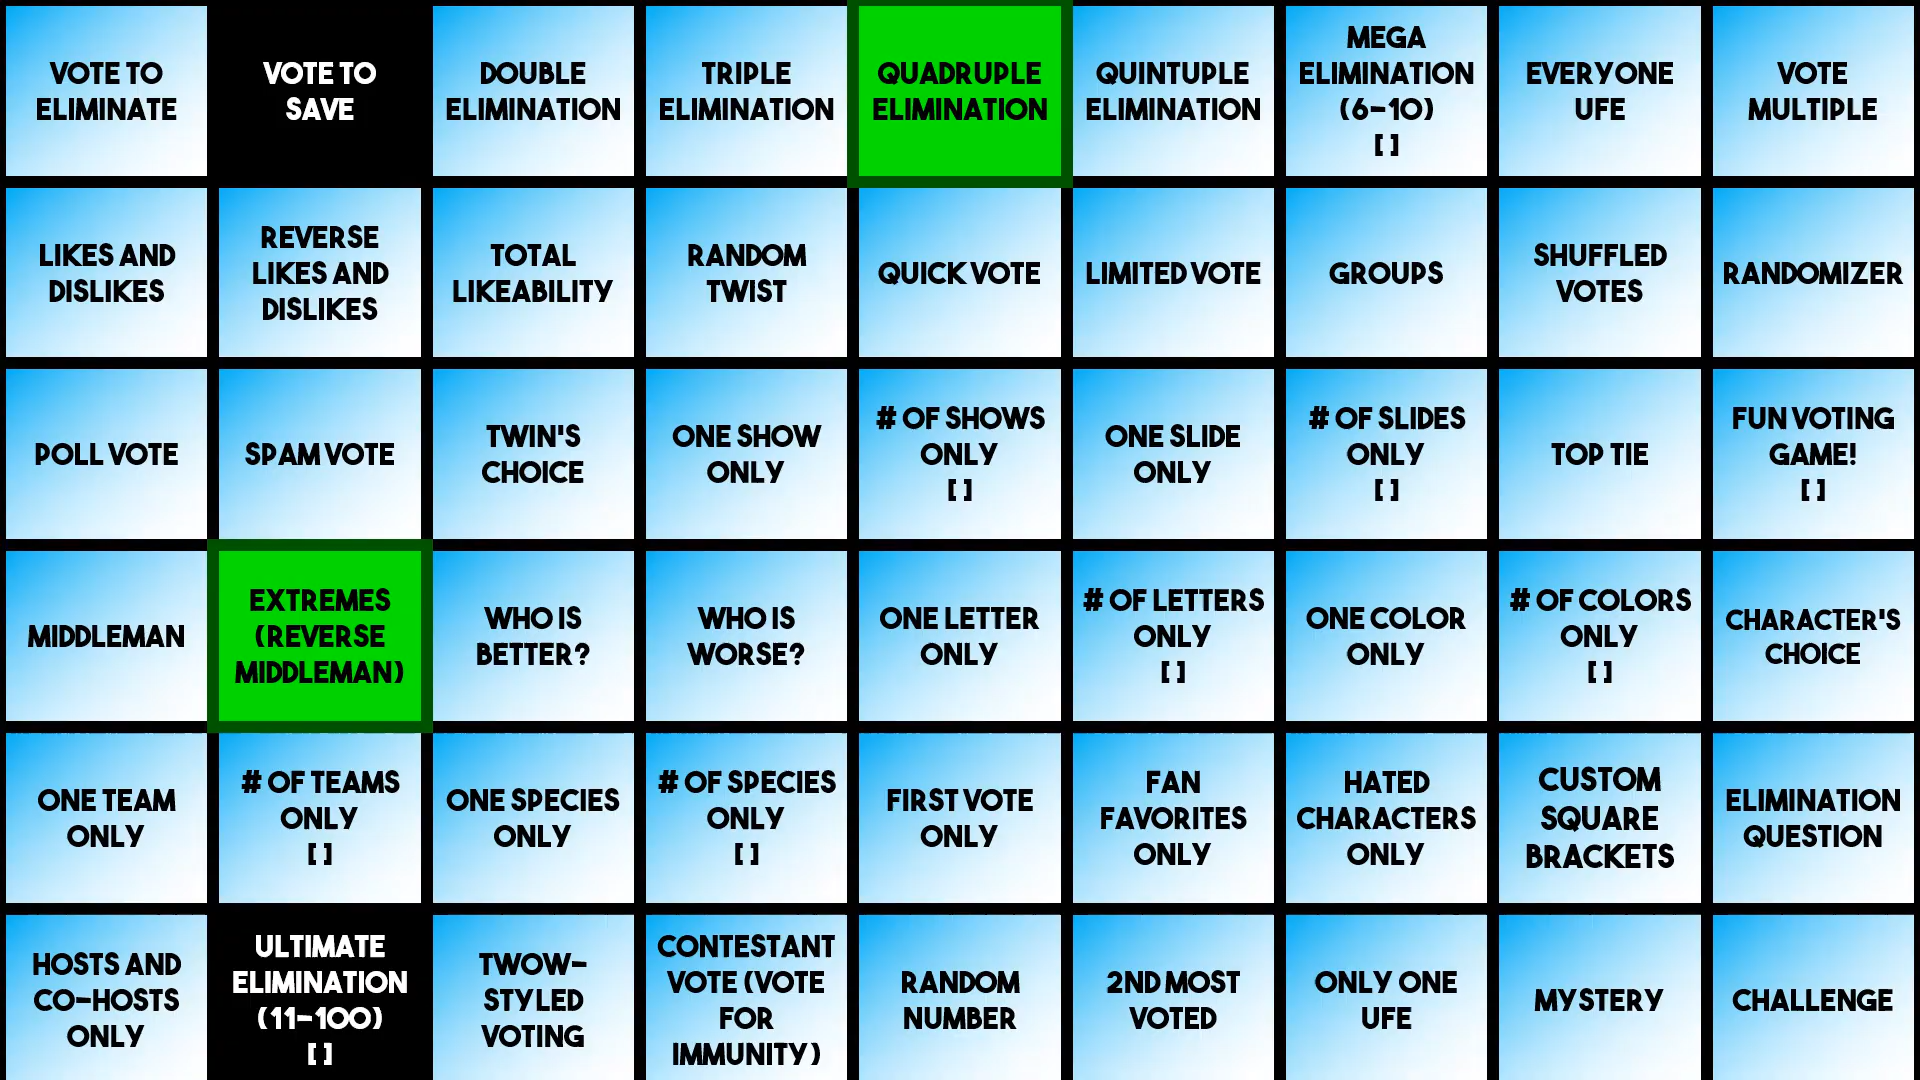 VOTE TO
ELIMINATE
VOTE TO
SAVE
DOUBLE
ELIMINATION
TRIPLE
ELIMINATION
QUADRUPLE
ELIMINATION
QUINTUPLE
ELIMINATION
MEGA
ELIMINATION
(6-10)
[ ]
EVERYONE
UFE
VOTE
MULTIPLE
LIKES AND
DISLIKES
REVERSE
LIKES AND
DISLIKES
TOTAL
LIKEABILITY
RANDOM
TWIST
QUICK VOTE
LIMITED VOTE
GROUPS
SHUFFLED
VOTES
RANDOMIZER
POLL VOTE
SPAM VOTE
TWIN'S
CHOICE
ONE SHOW
ONLY
# OF SHOWS
ONLY
[ ]
ONE SLIDE
ONLY
# OF SLIDES
ONLY
[ ]
TOP TIE
FUN VOTING
GAME!
[ ]
MIDDLEMAN
EXTREMES
(REVERSE
MIDDLEMAN)
WHO IS
BETTER?
WHO IS
WORSE?
ONE LETTER
ONLY
# OF LETTERS
ONLY
[ ]
ONE COLOR
ONLY
# OF COLORS
ONLY
[ ]
CHARACTER'S
CHOICE
ONE TEAM
ONLY
# OF TEAMS
ONLY
[ ]
ONE SPECIES
ONLY
# OF SPECIES
ONLY
[ ]
FIRST VOTE
ONLY
FAN
FAVORITES
ONLY
HATED
CHARACTERS
ONLY
CUSTOM
SQUARE
BRACKETS
ELIMINATION
QUESTION
HOSTS AND
CO-HOSTS
ONLY
ULTIMATE
ELIMINATION
(11-100)
[ ]
TWOW-
STYLED
VOTING
CONTESTANT
VOTE (VOTE
FOR
IMMUNITY)
RANDOM
NUMBER
2ND MOST
VOTED
ONLY ONE
UFE
MYSTERY
CHALLENGE